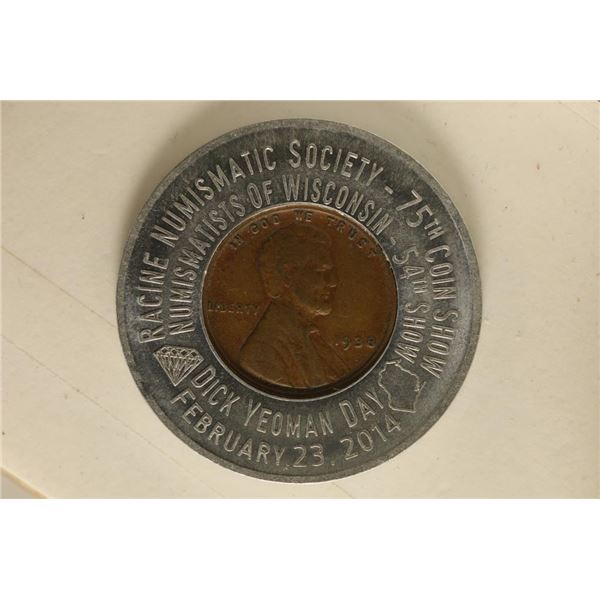 RACINE NUMISMATIC SOCIETY - 75TH COIN SHOW
NUMISMATISTS OF WISCONSIN - 54TH SHOW
DICK YEOMAN DAY
FEBRUARY 23, 2014
IN GOD WE TRUST
LIBERTY
1938